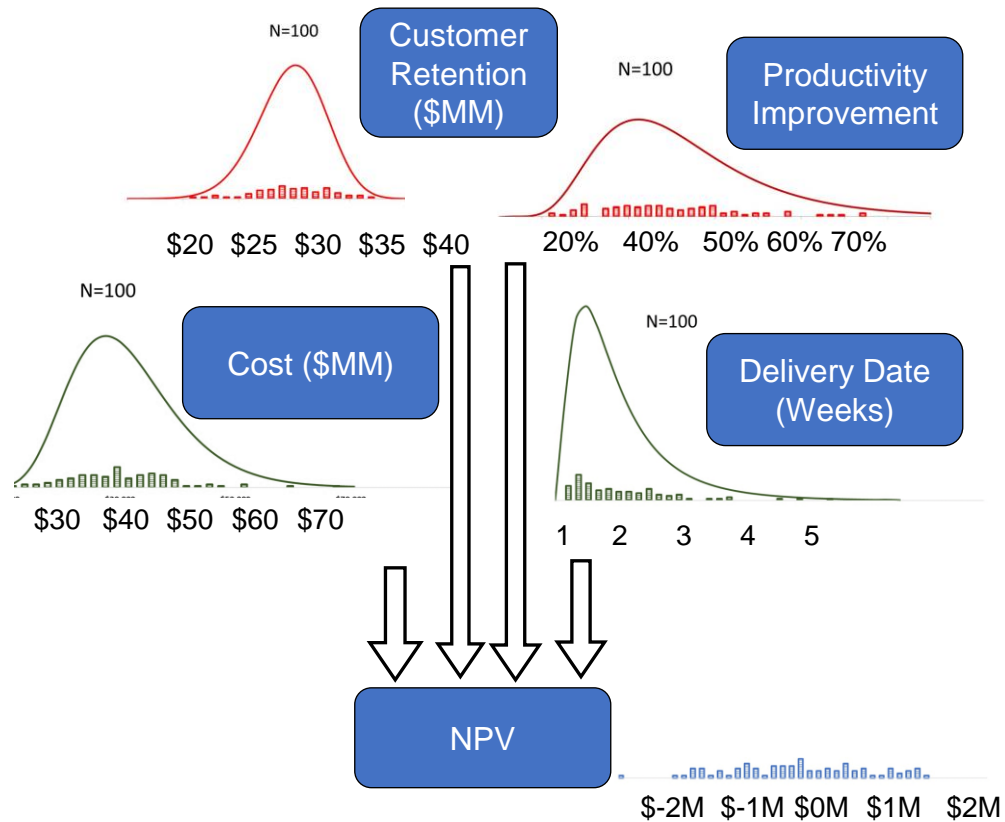 N=100
Customer
Retention
($MM)
N=100
Productivity
Improvement
$20 $25 $30 $35 $40
20% 40% 50% 60% 70%
N=100
Cost ($MM)
N=100
Delivery Date
(Weeks)
$30 $40 $50 $60 $70
1 2 3 4 5
NPV
$-2M $-1M $0M $1M $2M